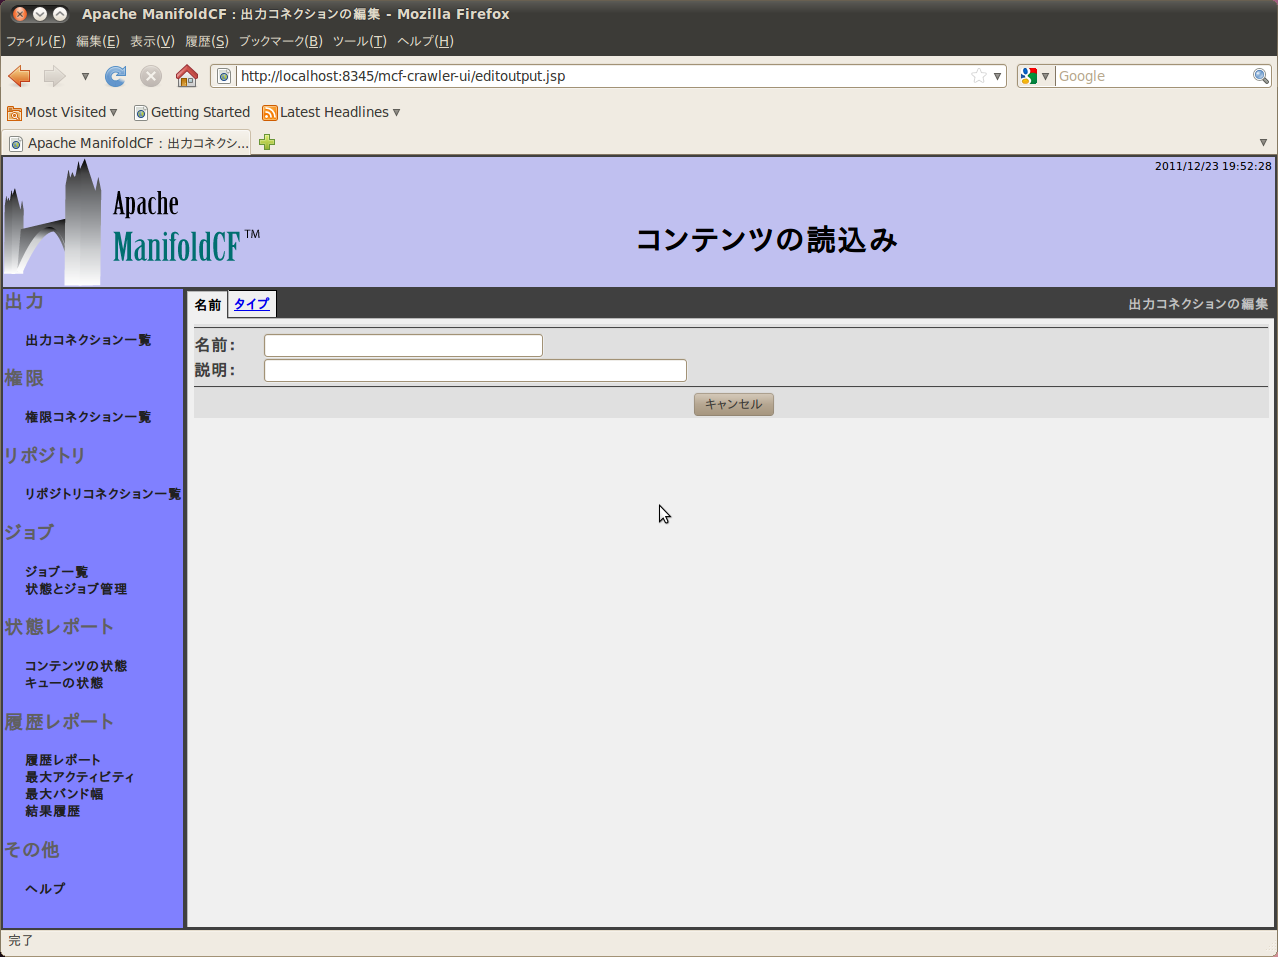 Apache ManifoldCF : 出力コネクションの編集 - Mozilla Firefox
ファイル(F) 編集(E) 表示(V) 履歴(S) ブックマーク(B) ツール(T) ヘルプ(H)
http://localhost:8345/mcf-crawler-ui/editoutput.jsp
Google
Most Visited Getting Started Latest Headlines
Apache ManifoldCF : 出力コネクシ...
2011/12/23 19:52:28
Apache
ManifoldCF™
コンテンツの読込み
出力
出力コネクション一覧
権限
権限コネクション一覧
リポジトリ
リポジトリコネクション一覧
ジョブ
ジョブ一覧
状態とジョブ管理
状態レポート
コンテンツの状態
キューの状態
履歴レポート
履歴レポート
最大アクティビティ
最大バンド幅
結果履歴
その他
ヘルプ
名前 タイプ 出力コネクションの編集
名前:
説明:
キャンセル
完了